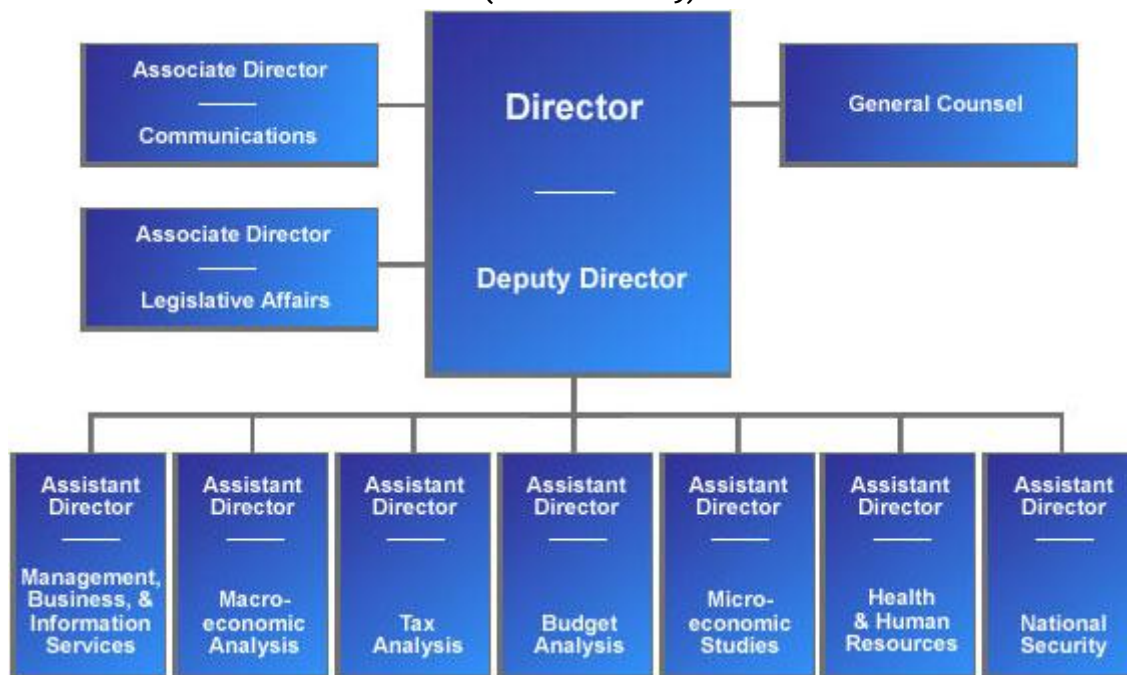 Associate Director
Communications
Director
Deputy Director
General Counsel
Associate Director
Legislative Affairs
Assistant
Director
Management,
Business, &
Information
Services
Assistant
Director
Macro-
economic
Analysis
Assistant
Director
Tax
Analysis
Assistant
Director
Budget
Analysis
Assistant
Director
Micro-
economic
Studies
Assistant
Director
Health
& Human
Resources
Assistant
Director
National
Security